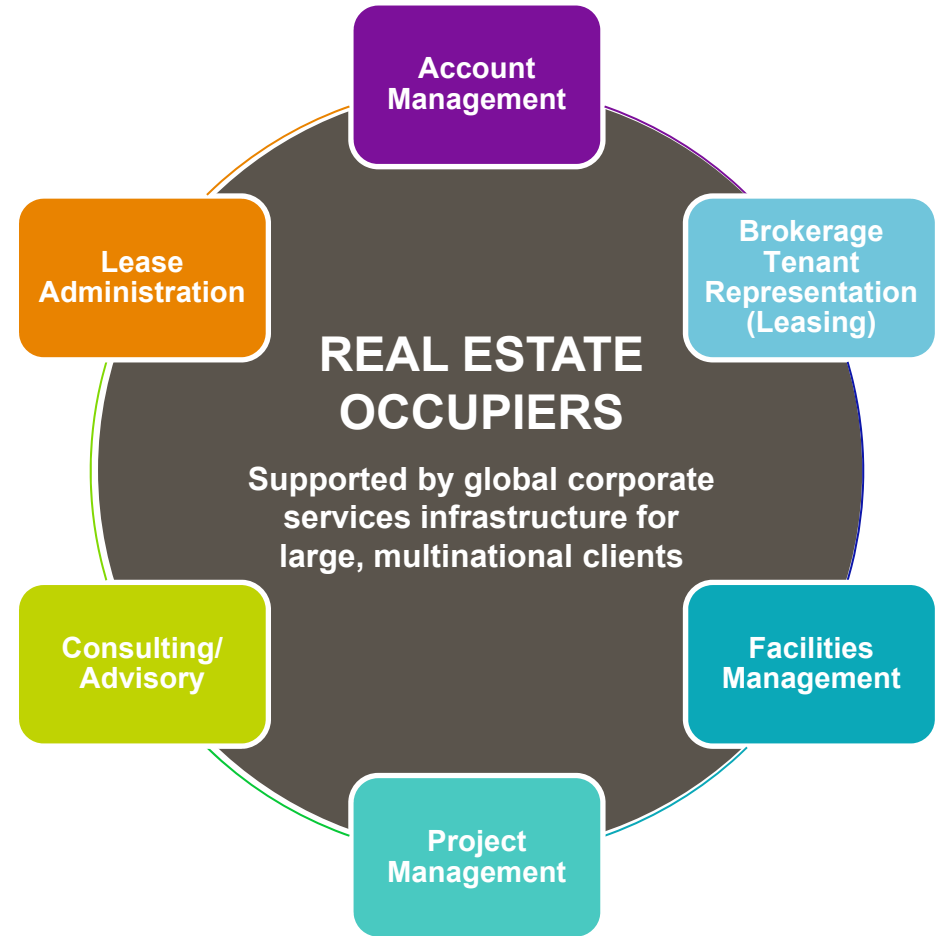 Account
Management
Brokerage
Tenant
Representation
(Leasing)
Lease
Administration
REAL ESTATE
OCCUPIERS
Supported by global corporate
services infrastructure for
large, multinational clients
Consulting/
Advisory
Facilities
Management
Project
Management